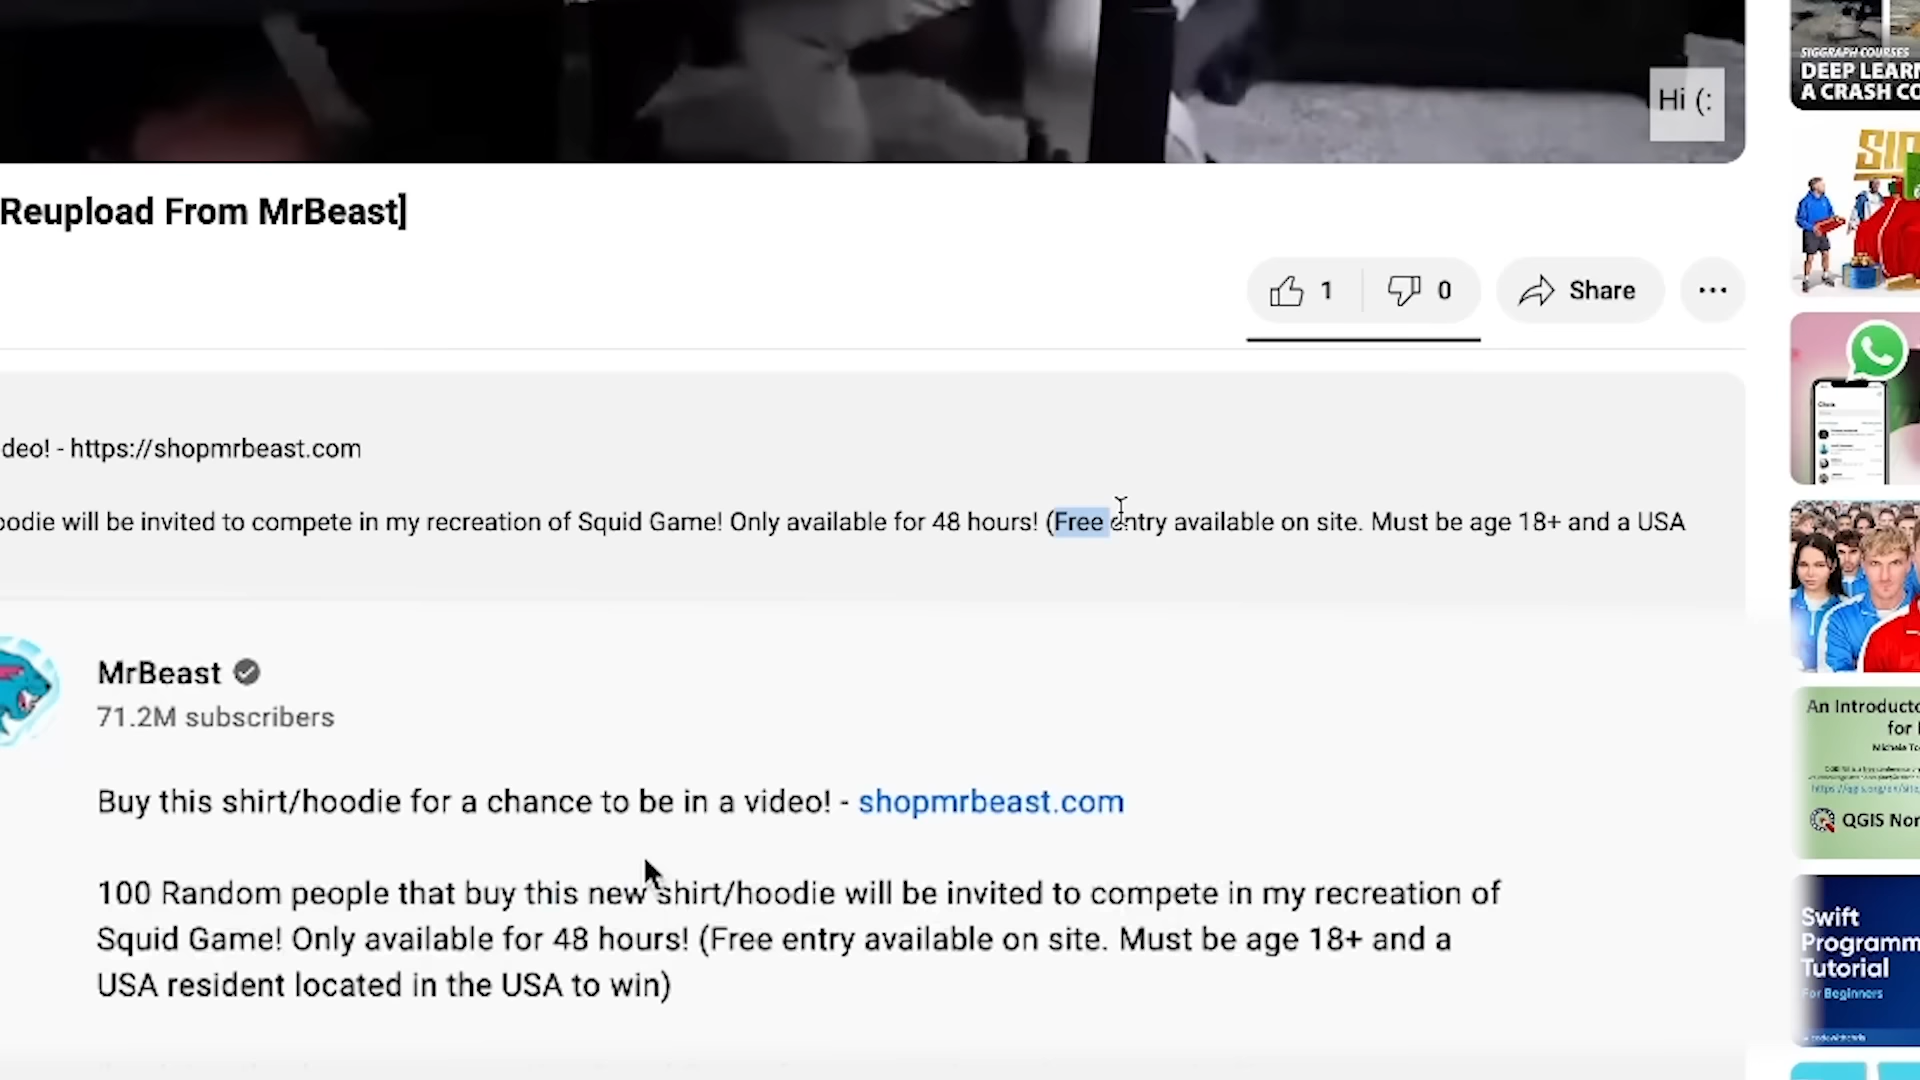 SIGGRAPH COURSES
DEEP LEARN
A CRASH CO
Hi (:
Reupload From MrBeast]
1
0
Share
deo! - https://shopmrbeast.com
oodie will be invited to compete in my recreation of Squid Game! Only available for 48 hours! (Free entry available on site. Must be age 18+ and a USA
MrBeast
71.2M subscribers
Buy this shirt/hoodie for a chance to be in a video! - shopmrbeast.com
100 Random people that buy this new shirt/hoodie will be invited to compete in my recreation of
Squid Game! Only available for 48 hours! (Free entry available on site. Must be age 18+ and a
USA resident located in the USA to win)
An Introducto
for
QGIS Nor
Swift
Programm
Tutorial
For Beginners